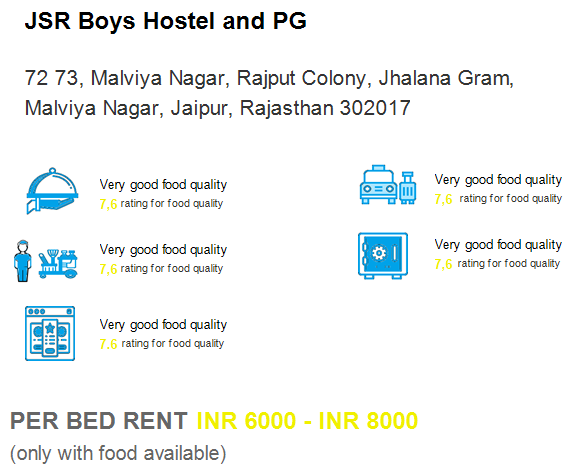 JSR Boys Hostel and PG
72 73, Malviya Nagar, Rajput Colony, Jhalana Gram,
Malviya Nagar, Jaipur, Rajasthan 302017
Very good food quality
7.6 rating for food quality
Very good food quality
7.6 rating for food quality
Very good food quality
7.6 rating for food quality
Very good food quality
7.6 rating for food quality
Very good food quality
7.6 rating for food quality
PER BED RENT INR 6000 - INR 8000
(only with food available)